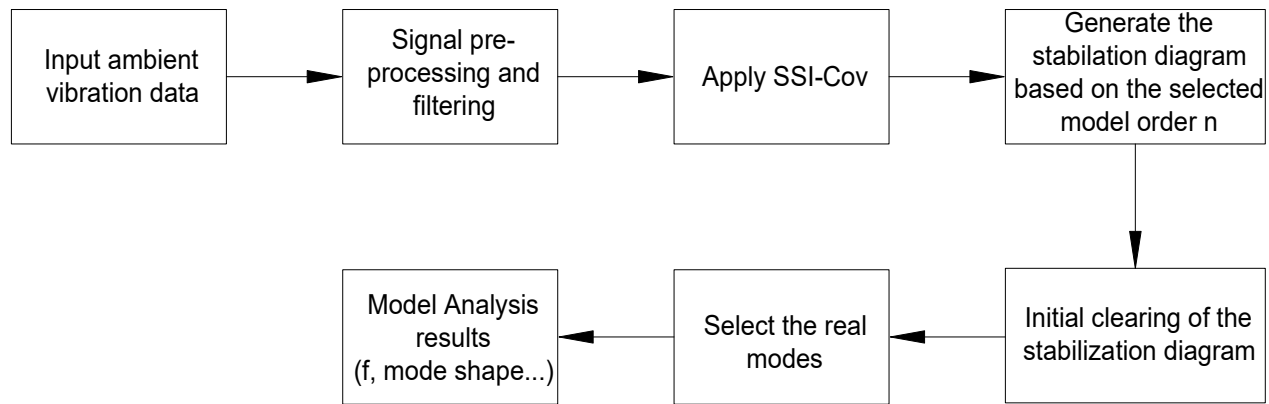 Input ambient
vibration data
Signal pre-
processing and
filtering
Apply SSI-Cov
Generate the
stabilation diagram
based on the selected
model order n
Initial clearing of the
stabilization diagram
Select the real
modes
Model Analysis
results
(f, mode shape...)